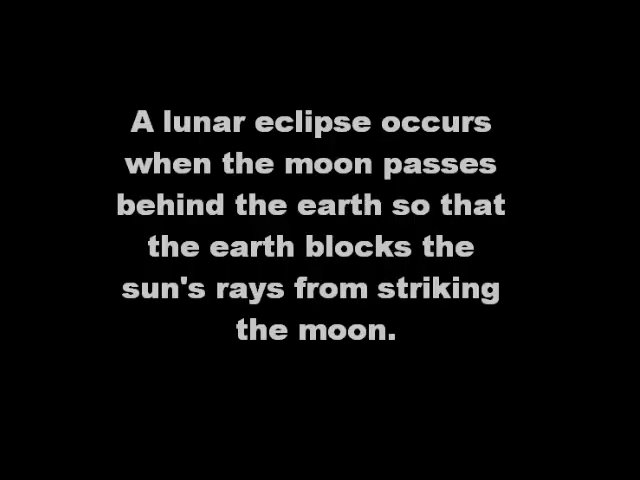 A lunar eclipse occurs
when the moon passes
behind the earth so that
the earth blocks the
sun's rays from striking
the moon.